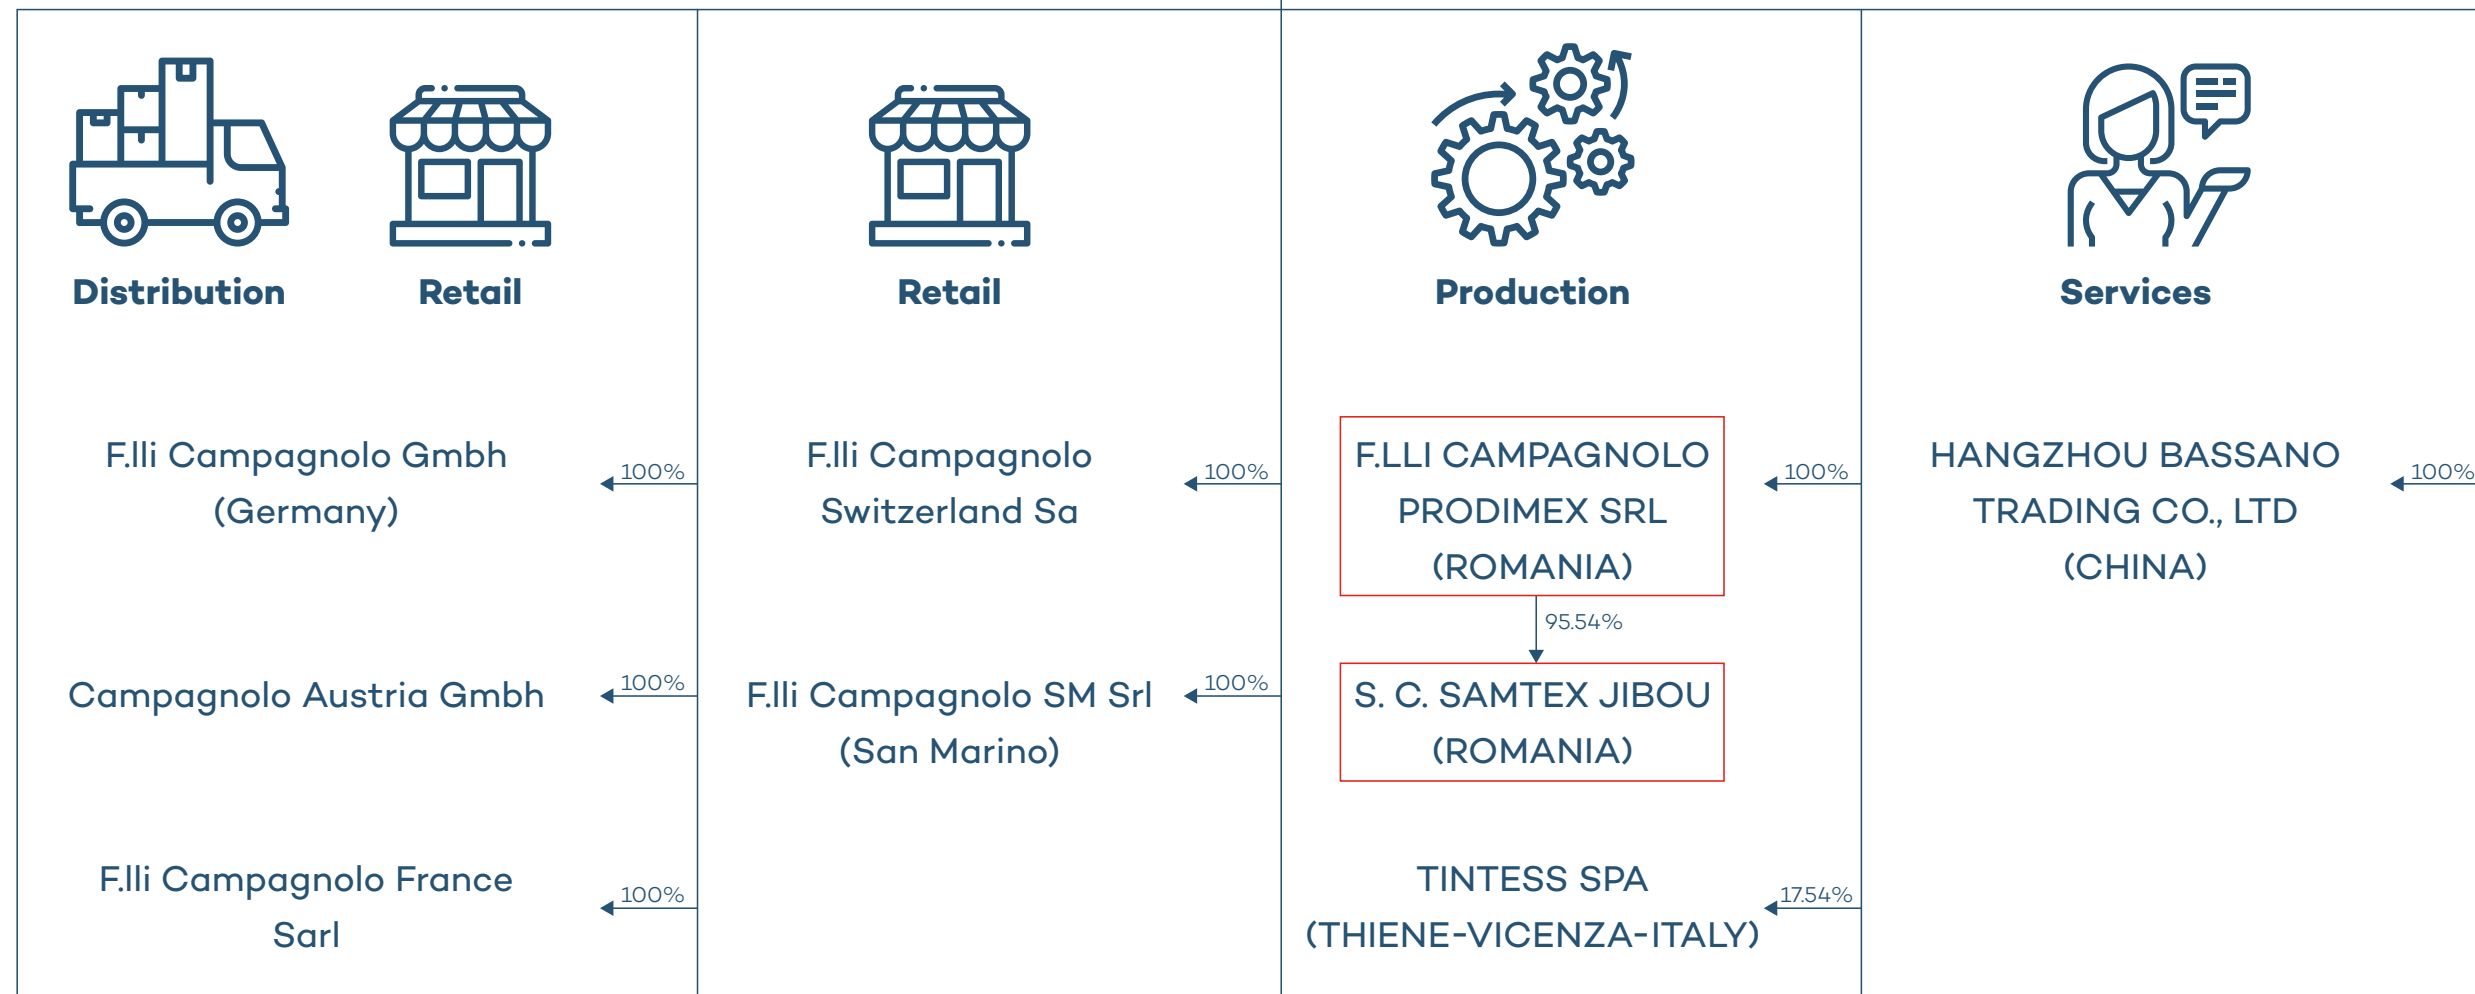 Distribution
Retail
F.lli Campagnolo Gmbh
(Germany)
100%
Campagnolo Austria Gmbh
100%
F.lli Campagnolo France
Sarl
100%
Retail
F.lli Campagnolo
Switzerland Sa
100%
F.lli Campagnolo SM Srl
(San Marino)
100%
Production
F.LLI CAMPAGNOLO
PRODIMEX SRL
(ROMANIA)
100%
95.54%
S. C. SAMTEX JIBOU
(ROMANIA)
TINTESS SPA
(THIENE-VICENZA-ITALY)
17.54%
Services
HANGZHOU BASSANO
TRADING CO., LTD
(CHINA)
100%